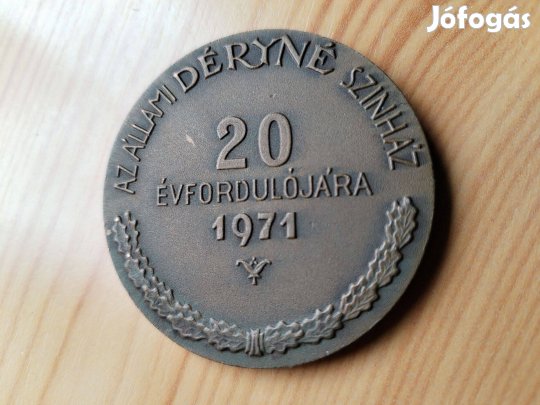 Jófogás
AZ ÁLLAMI DÉRYNÉ SZINHÁZ
20
ÉVFORDULÓJÁRA
1971